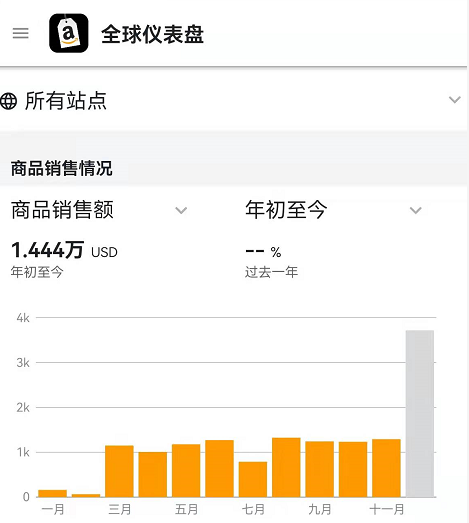 全球仪表盘
所有站点
商品销售情况
商品销售额
年初至今
1.444万 USD
-- %
年初至今
过去一年
4k
3k
2k
1k
0
一月 三月 五月 七月 九月 十一月